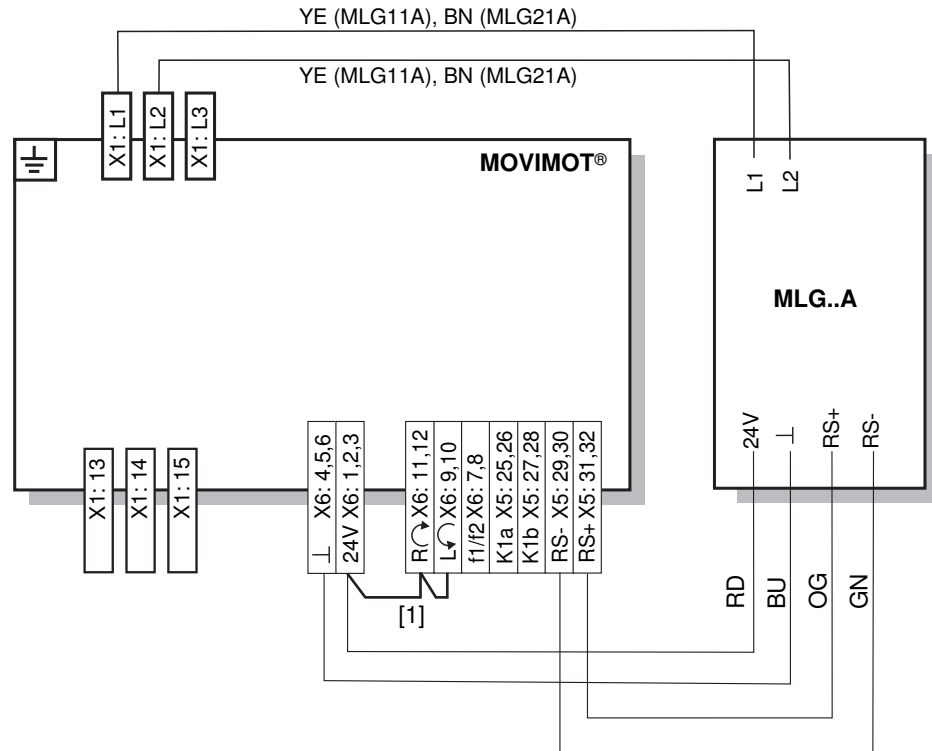 YE (MLG11A), BN (MLG21A)
YE (MLG11A), BN (MLG21A)
X1: L1
X1: L2
X1: L3
MOVIMOT®
L1
L2
MLG..A
24V
⊥
RS+
RS-
X1: 13
X1: 14
X1: 15
⊥ X6: 4,5,6
24V X6: 1,2,3
R X6: 11,12
L X6: 9,10
f1/f2 X6: 7,8
K1a X5: 25,26
K1b X5: 27,28
RS- X5: 29,30
RS+ X5: 31,32
[1]
RD
BU
OG
GN